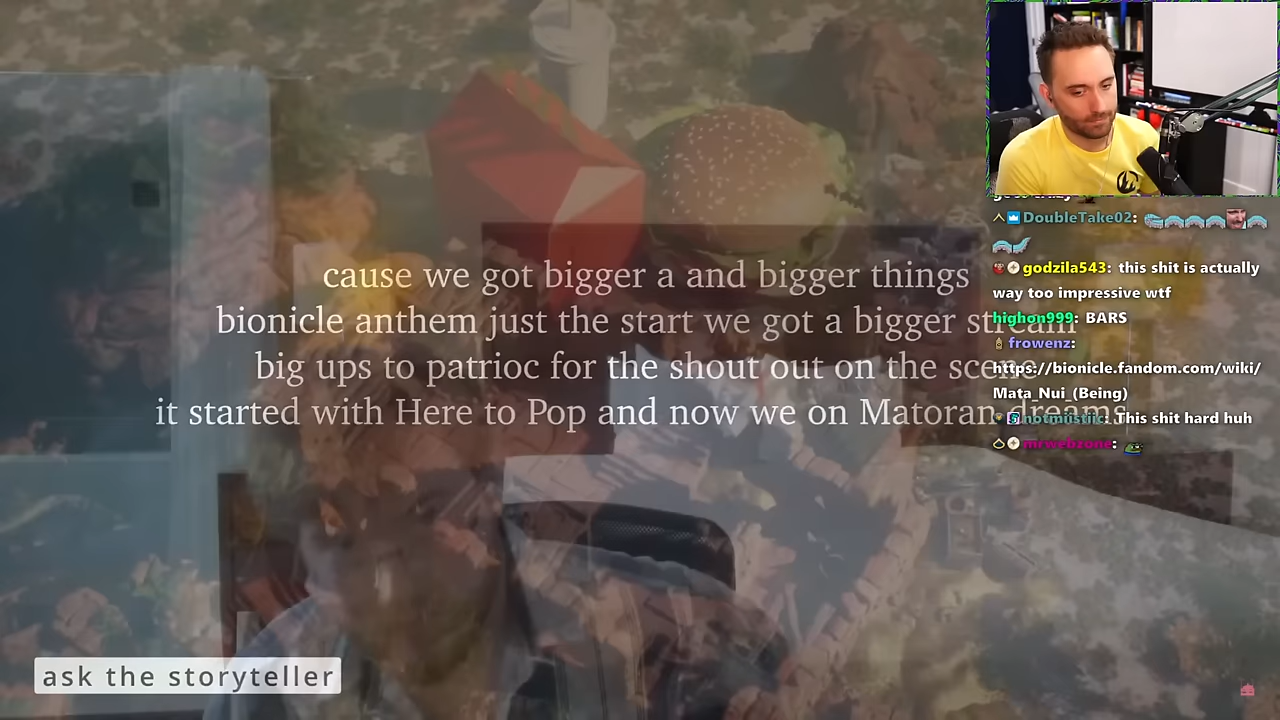 cause we got bigger a and bigger things
bionicle anthem just the start we got a bigger stream
big ups to patrioc for the shout out on the scene
it started with Here to Pop and now we on Matoran dreams
ask the storyteller
DoubleTake02:
godzila543: this shit is actually
way too impressive wtf
highon999: BARS
frowenz:
https://bionicle.fandom.com/wiki/
Mata_Nui_(Being)
notmiistic: This shit hard huh
mrwebzone: